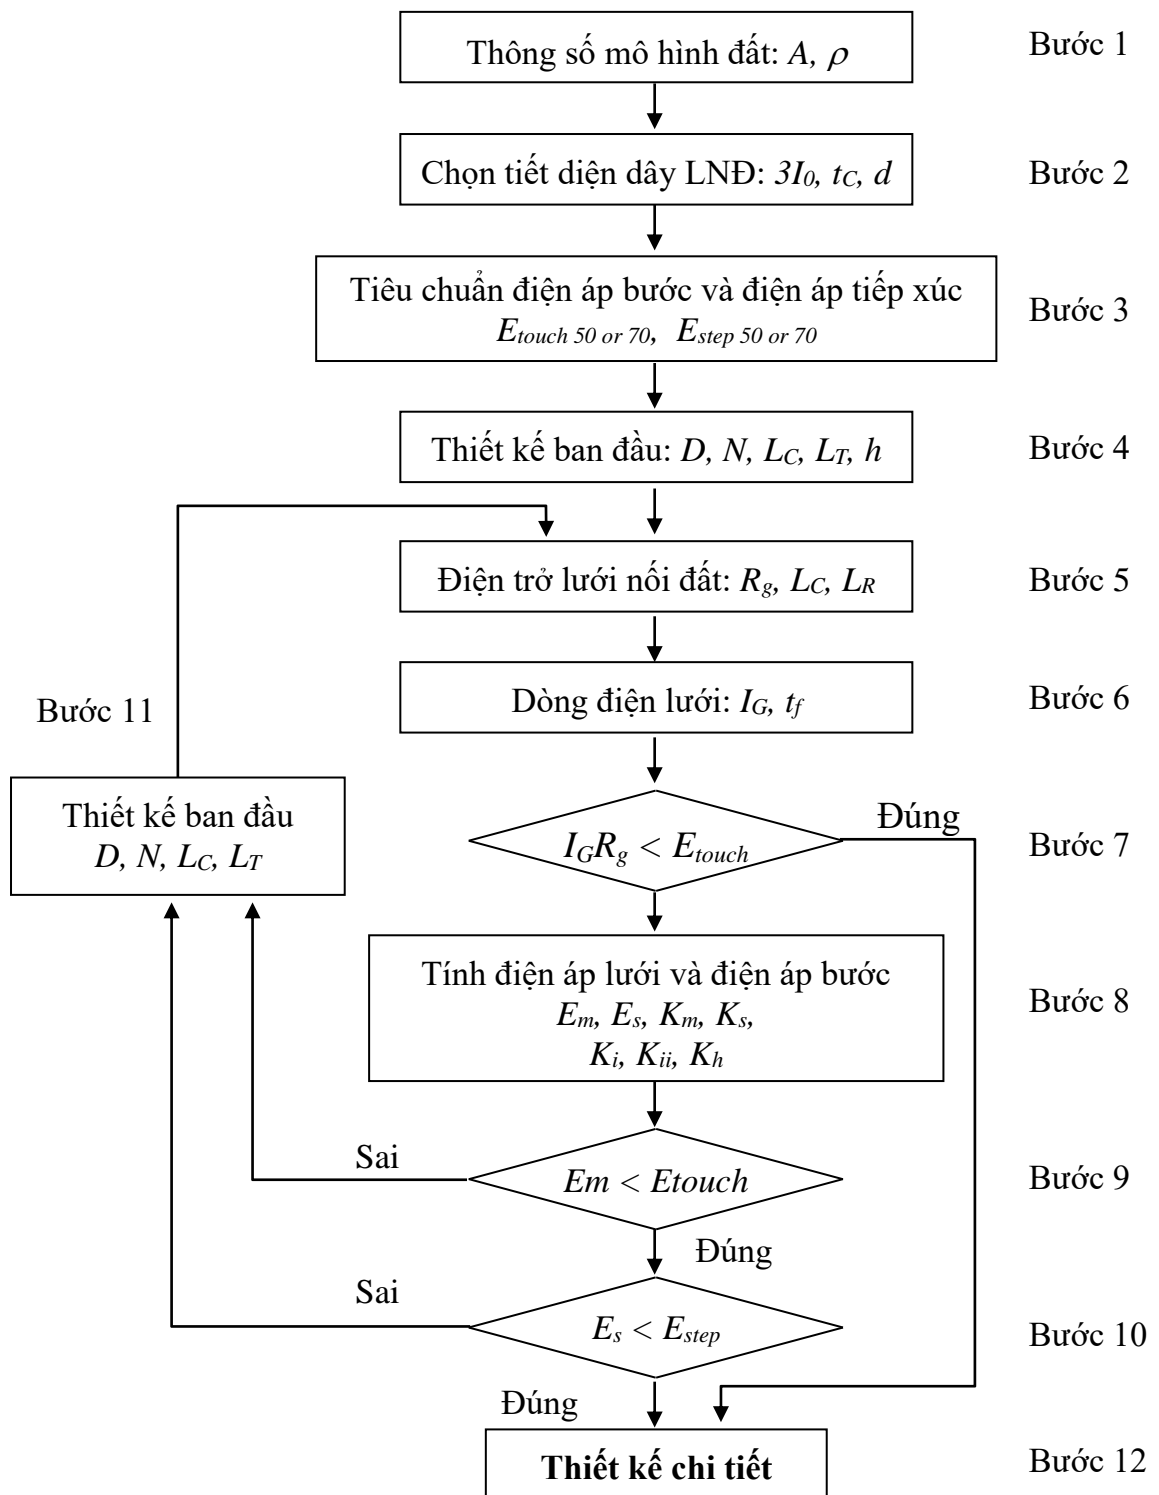 Thông số mô hình đất: A, ρ
Bước 1
Chọn tiết diện dây LNĐ: 3I0, tC, d
Bước 2
Tiêu chuẩn điện áp bước và điện áp tiếp xúc
Etouch 50 or 70, Estep 50 or 70
Bước 3
Thiết kế ban đầu: D, N, LC, LT, h
Bước 4
Điện trở lưới nối đất: Rg, LC, LR
Bước 5
Dòng điện lưới: IG, tf
Bước 6
Bước 11
Thiết kế ban đầu
D, N, LC, LT
IGRg < Etouch
Đúng
Bước 7
Tính điện áp lưới và điện áp bước
Em, Es, Km, Ks,
Ki, Kii, Kh
Bước 8
Sai
Em < Etouch
Bước 9
Đúng
Sai
Es < Estep
Bước 10
Đúng
Thiết kế chi tiết
Bước 12